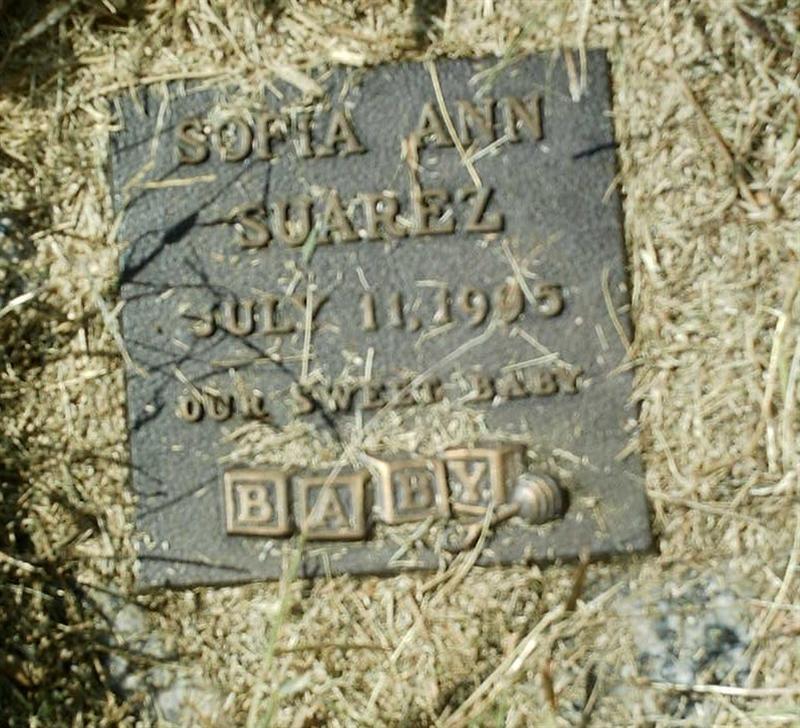 SOFIA ANN
SUAREZ
JULY 11, 1995
OUR SWEET BABY
BABY